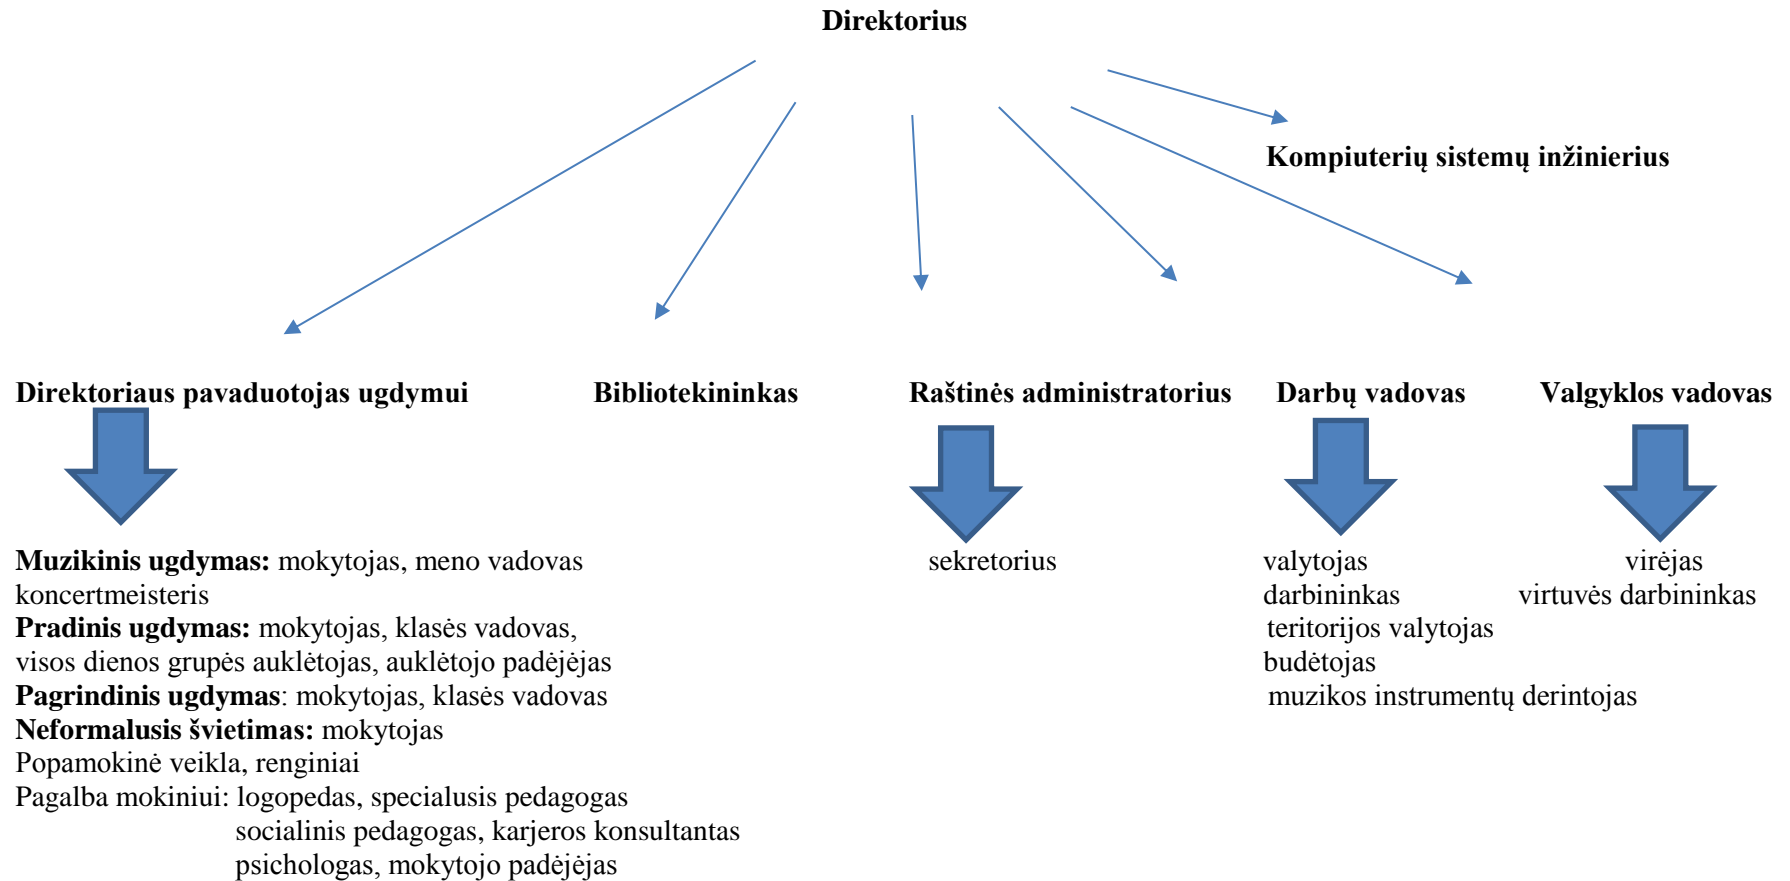 Direktorius
Kompiuterių sistemų inžinierius
Direktoriaus pavaduotojas ugdymui Bibliotekininkas Raštinės administratorius Darbų vadovas Valgyklos vadovas
Muzikinis ugdymas: mokytojas, meno vadovas sekretorius valytojas virėjas
koncertmeisteris darbininkas virtuvės darbininkas
Pradinis ugdymas: mokytojas, klasės vadovas, teritorijos valytojas
visos dienos grupės auklėtojas, auklėtojo padėjėjas budėtojas
Pagrindinis ugdymas: mokytojas, klasės vadovas muzikos instrumentų derintojas
Neformalusis švietimas: mokytojas
Popamokinė veikla, renginiai
Pagalba mokiniui: logopedas, specialusis pedagogas
socialinis pedagogas, karjeros konsultantas
psichologas, mokytojo padėjėjas